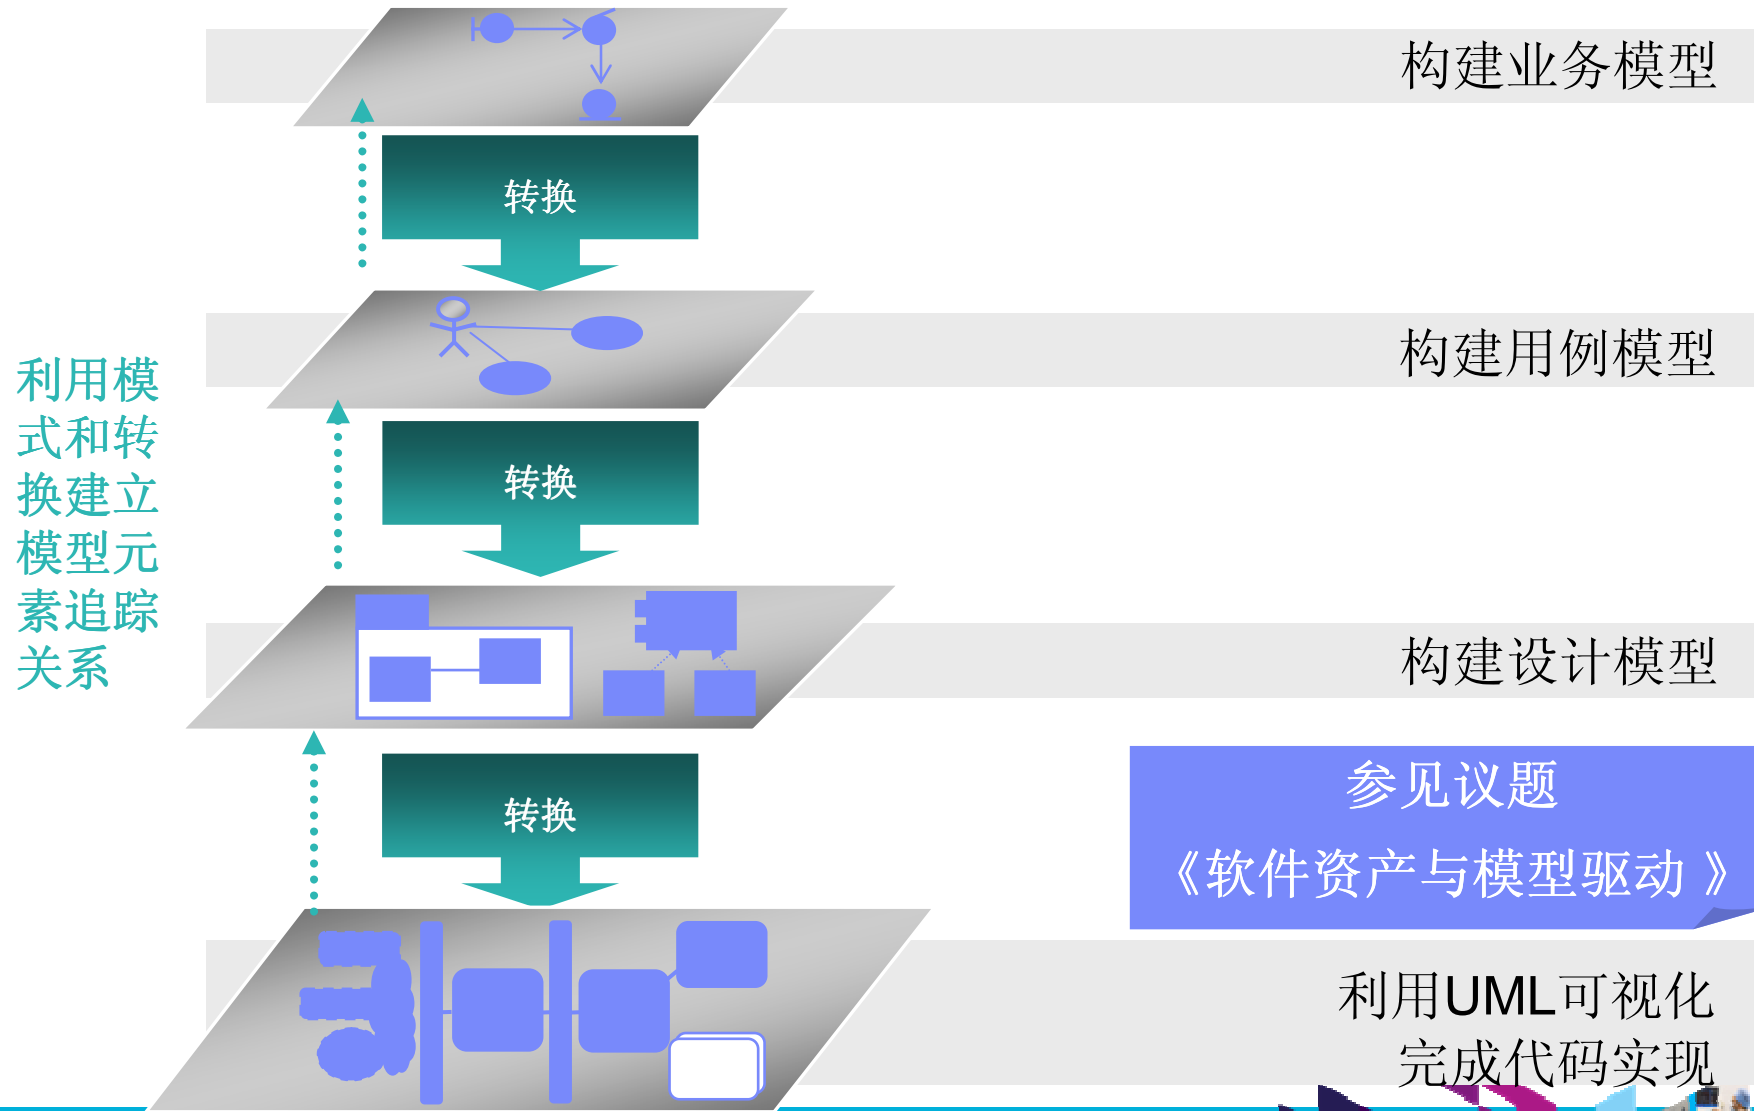 构建业务模型
转换
构建用例模型
利用模
式和转
换建立
模型元
素追踪
关系
转换
构建设计模型
参见议题
《软件资产与模型驱动 》
转换
利用UML可视化
完成代码实现